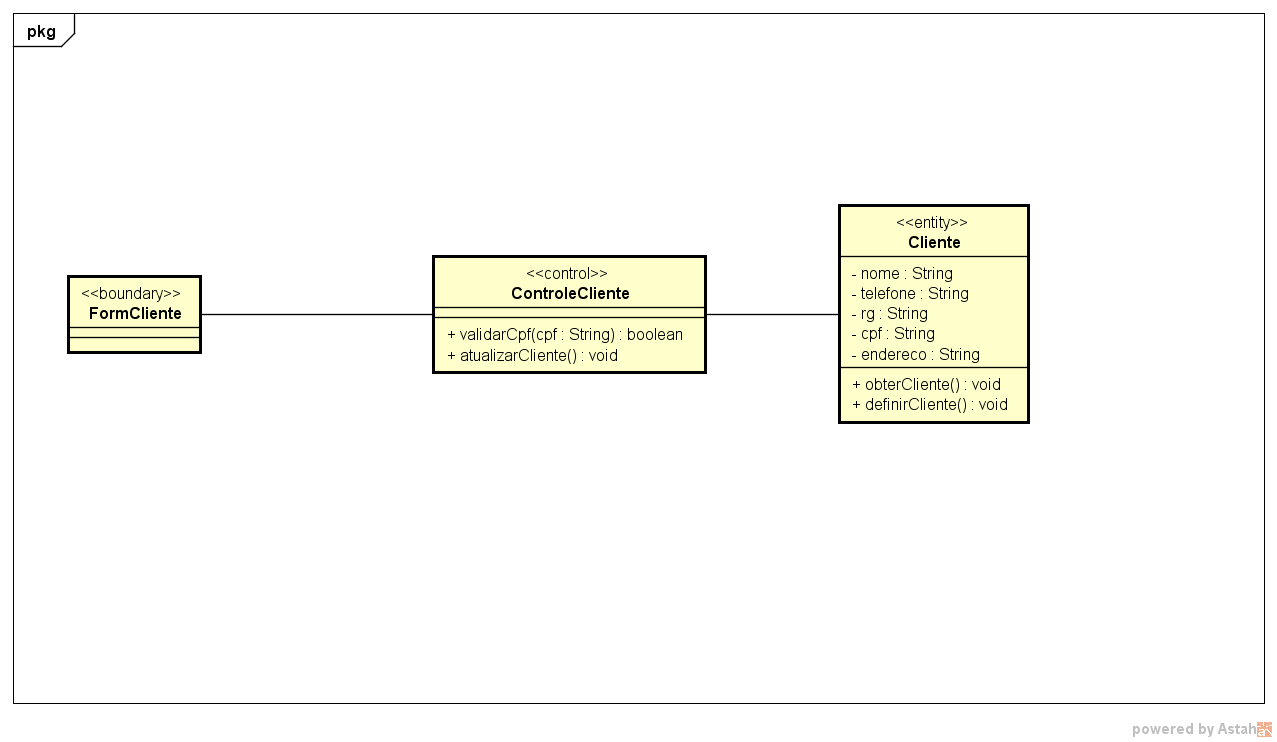 pkg
<<boundary>>
FormCliente
<<control>>
ControleCliente
+ validarCpf(cpf : String) : boolean
+ atualizarCliente() : void
<<entity>>
Cliente
- nome : String
- telefone : String
- rg : String
- cpf : String
- endereco : String
+ obterCliente() : void
+ definirCliente() : void
powered by Astah